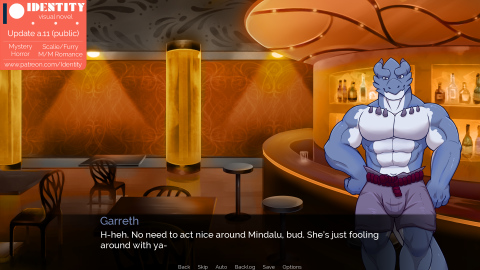 IDENTITY
visual novel
Update a.11 (public)
Mystery Scalie/Furry
Horror M/M Romance
www.patreon.com/Identity
Garreth
H-heh. No need to act nice around Mindalu, bud. She's just fooling
around with ya-
Back Skip Auto Backlog Save Options